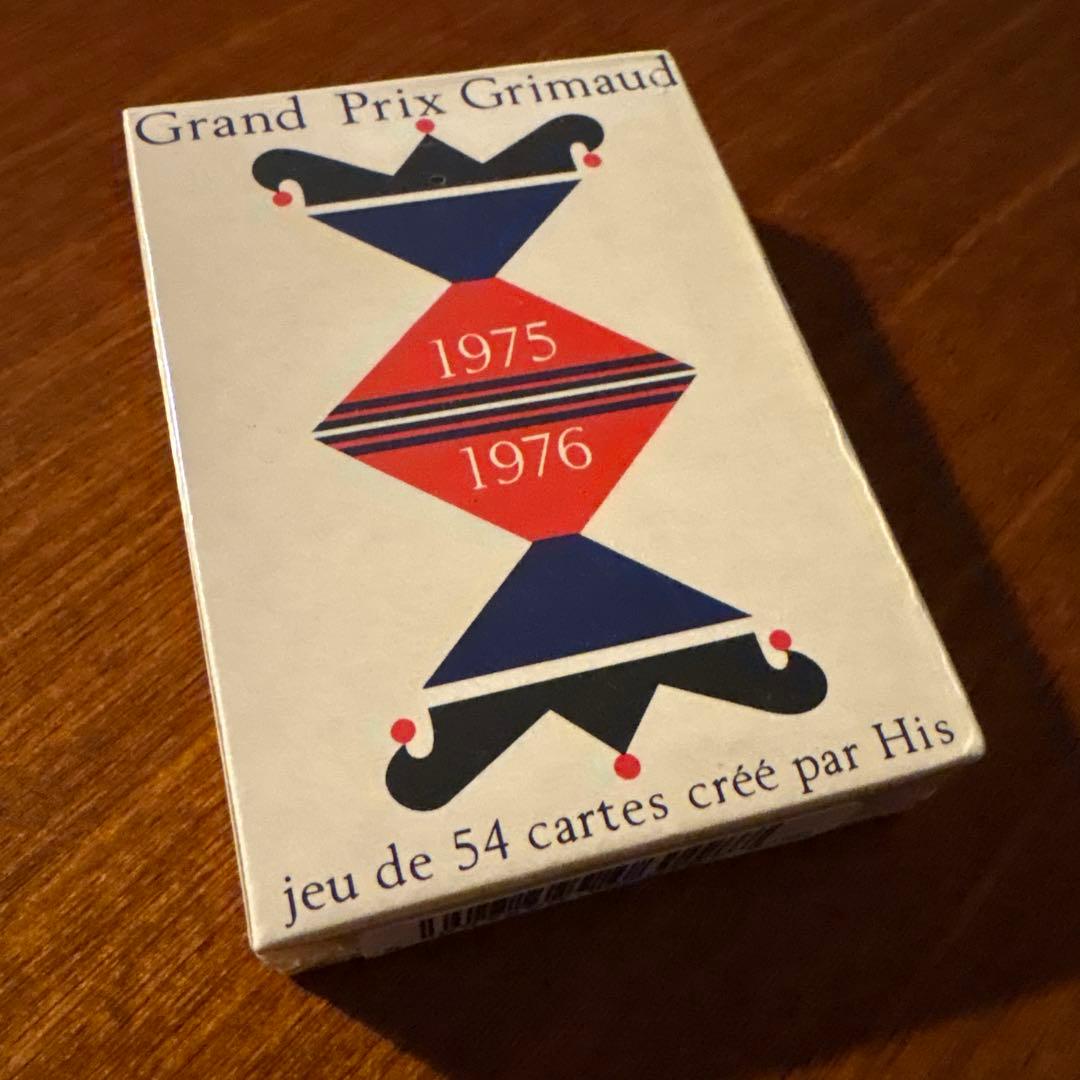 Grand Prix Grimaud
1975
1976
jeu de 54 cartes créé par His